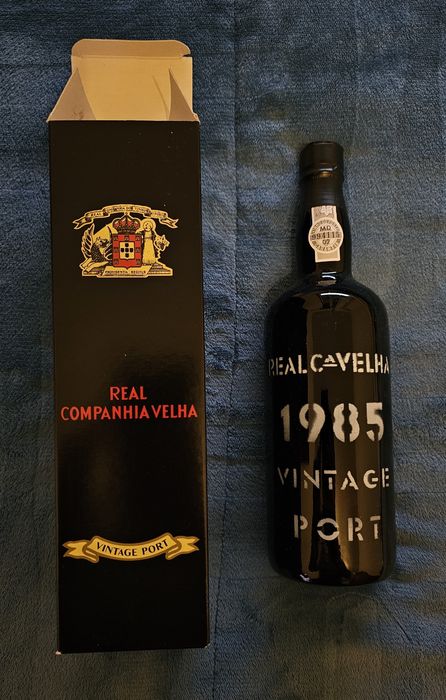 REAL
COMPANHIA VELHA
VINTAGE PORT
REAL Cᴬ VELHA
1985
VINTAGE
PORT